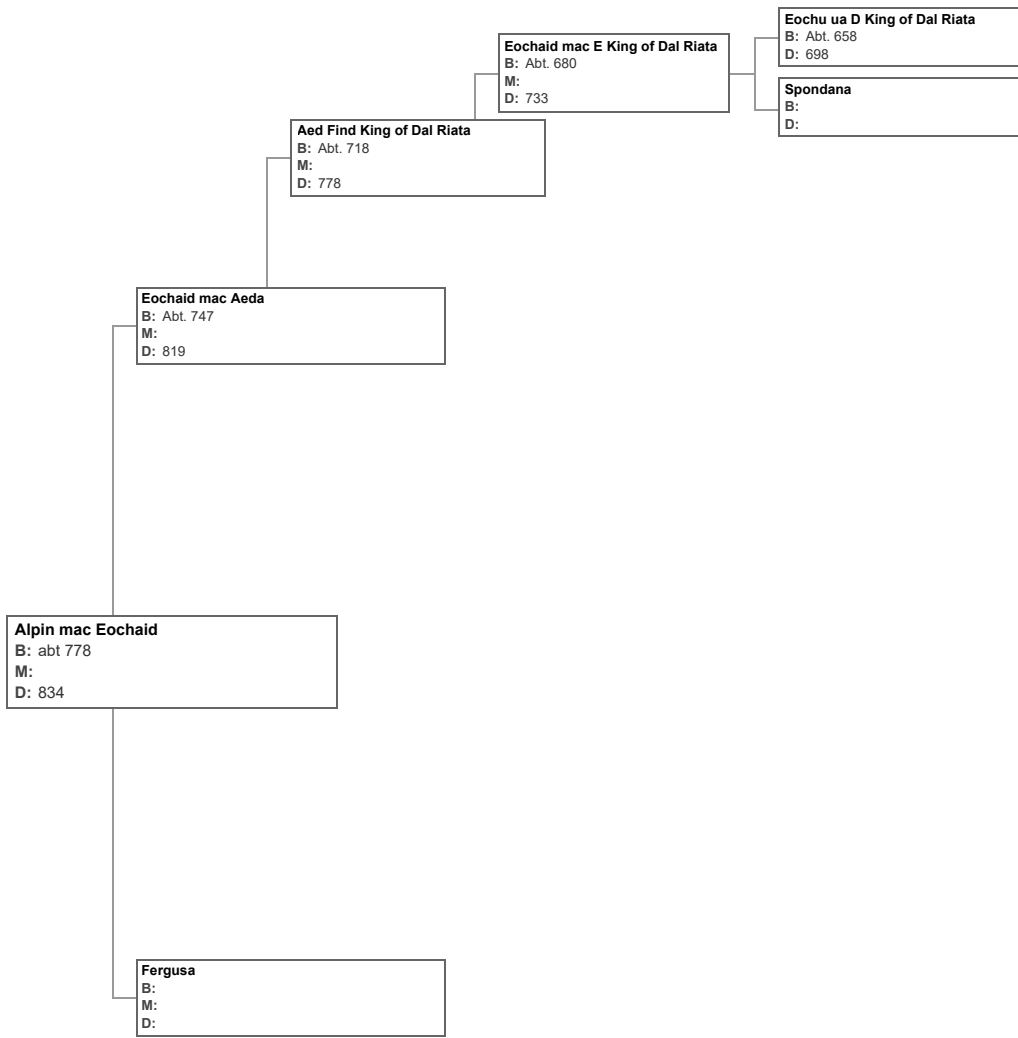 Eochu ua D King of Dal Riata
B: Abt. 658
D: 698
Eochaid mac E King of Dal Riata
B: Abt. 680
M:
D: 733
Spondana
B:
D:
Aed Find King of Dal Riata
B: Abt. 718
M:
D: 778
Eochaid mac Aeda
B: Abt. 747
M:
D: 819
Alpin mac Eochaid
B: abt 778
M:
D: 834
Fergusa
B:
M:
D: